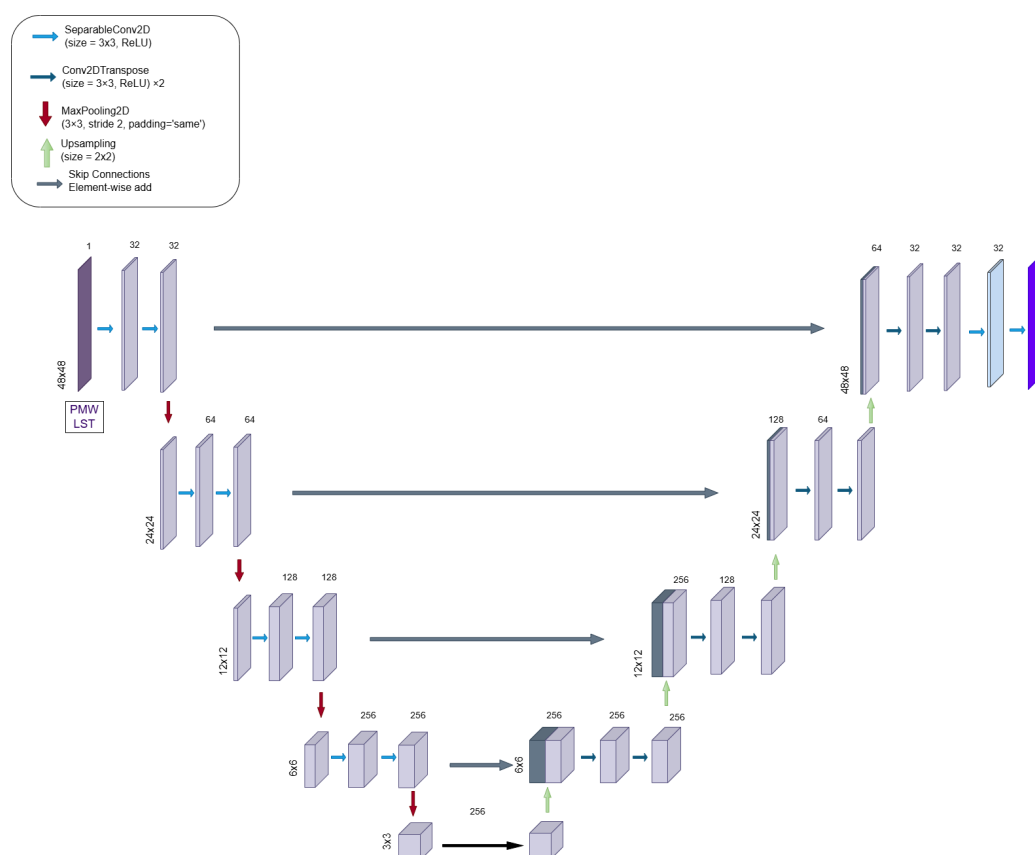 SeparableConv2D
(size = 3x3, ReLU)
Conv2DTranspose
(size = 3×3, ReLU) ×2
MaxPooling2D
(3×3, stride 2, padding='same')
Upsampling
(size = 2x2)
Skip Connections
Element-wise add
1
32
32
64
32
32
32
48x48
48x48
PMW
LST
64
64
128
64
24x24
24x24
128
128
256
128
12x12
12x12
256
256
256
256
256
6x6
6x6
256
3x3